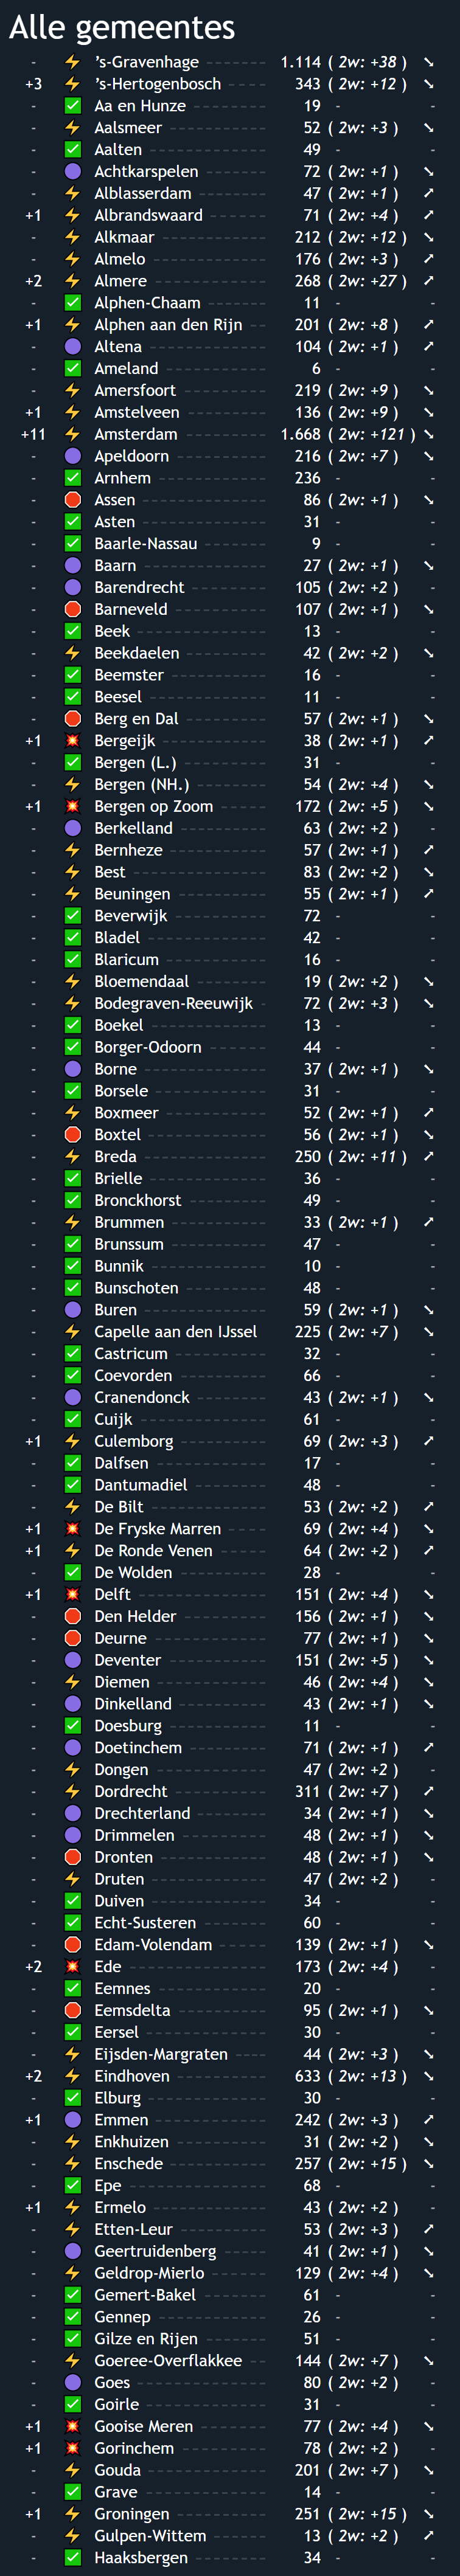 Alle gemeentes
- ’s-Gravenhage 1.114 ( 2w: +38 ) ➘
+3 ’s-Hertogenbosch 343 ( 2w: +12 ) ➘
- Aa en Hunze 19 - -
- Aalsmeer 52 ( 2w: +3 ) ➘
- Aalten 49 - -
- Achtkarspelen 72 ( 2w: +1 ) ➘
- Alblasserdam 47 ( 2w: +1 ) ➚
+1 Albrandswaard 71 ( 2w: +4 ) ➚
- Alkmaar 212 ( 2w: +12 ) ➘
- Almelo 176 ( 2w: +3 ) ➚
+2 Almere 268 ( 2w: +27 ) ➚
- Alphen-Chaam 11 - -
+1 Alphen aan den Rijn 201 ( 2w: +8 ) ➚
- Altena 104 ( 2w: +1 ) ➚
- Ameland 6 - -
- Amersfoort 219 ( 2w: +9 ) ➘
+1 Amstelveen 136 ( 2w: +9 ) ➘
+11 Amsterdam 1.668 ( 2w: +121 ) ➘
- Apeldoorn 216 ( 2w: +7 ) ➘
- Arnhem 236 - -
- Assen 86 ( 2w: +1 ) ➘
- Asten 31 - -
- Baarle-Nassau 9 - -
- Baarn 27 ( 2w: +1 ) ➘
- Barendrecht 105 ( 2w: +2 ) -
- Barneveld 107 ( 2w: +1 ) ➘
- Beek 13 - -
- Beekdaelen 42 ( 2w: +2 ) ➘
- Beemster 16 - -
- Beesel 11 - -
- Berg en Dal 57 ( 2w: +1 ) ➘
+1 Bergeijk 38 ( 2w: +1 ) ➚
- Bergen (L.) 31 - -
- Bergen (NH.) 54 ( 2w: +4 ) ➘
+1 Bergen op Zoom 172 ( 2w: +5 ) ➘
- Berkelland 63 ( 2w: +2 ) -
- Bernheze 57 ( 2w: +1 ) ➚
- Best 83 ( 2w: +2 ) ➘
- Beuningen 55 ( 2w: +1 ) ➚
- Beverwijk 72 - -
- Bladel 42 - -
- Blaricum 16 - -
- Bloemendaal 19 ( 2w: +2 ) ➘
- Bodegraven-Reeuwijk 72 ( 2w: +3 ) ➘
- Boekel 13 - -
- Borger-Odoorn 44 - -
- Borne 37 ( 2w: +1 ) ➘
- Borsele 31 - -
- Boxmeer 52 ( 2w: +1 ) ➚
- Boxtel 56 ( 2w: +1 ) ➘
- Breda 250 ( 2w: +11 ) ➚
- Brielle 36 - -
- Bronckhorst 49 - -
- Brummen 33 ( 2w: +1 ) ➚
- Brunssum 47 - -
- Bunnik 10 - -
- Bunschoten 48 - -
- Buren 59 ( 2w: +1 ) ➘
- Capelle aan den IJssel 225 ( 2w: +7 ) ➘
- Castricum 32 - -
- Coevorden 66 - -
- Cranendonck 43 ( 2w: +1 ) ➘
- Cuijk 61 - -
+1 Culemborg 69 ( 2w: +3 ) ➚
- Dalfsen 17 - -
- Dantumadiel 48 - -
- De Bilt 53 ( 2w: +2 ) ➚
+1 De Fryske Marren 69 ( 2w: +4 ) ➘
+1 De Ronde Venen 64 ( 2w: +2 ) ➚
- De Wolden 28 - -
+1 Delft 151 ( 2w: +4 ) ➘
- Den Helder 156 ( 2w: +1 ) ➘
- Deurne 77 ( 2w: +1 ) ➘
- Deventer 151 ( 2w: +5 ) ➘
- Diemen 46 ( 2w: +4 ) ➘
- Dinkelland 43 ( 2w: +1 ) ➘
- Doesburg 11 - -
- Doetinchem 71 ( 2w: +1 ) ➚
- Dongen 47 ( 2w: +2 ) -
- Dordrecht 311 ( 2w: +7 ) ➚
- Drechterland 34 ( 2w: +1 ) ➘
- Drimmelen 48 ( 2w: +1 ) ➘
- Dronten 48 ( 2w: +1 ) ➘
- Druten 47 ( 2w: +2 ) -
- Duiven 34 - -
- Echt-Susteren 60 - -
- Edam-Volendam 139 ( 2w: +1 ) ➘
+2 Ede 173 ( 2w: +4 ) -
- Eemnes 20 - -
- Eemsdelta 95 ( 2w: +1 ) ➘
- Eersel 30 - -
- Eijsden-Margraten 44 ( 2w: +3 ) ➘
+2 Eindhoven 633 ( 2w: +13 ) ➘
- Elburg 30 - -
+1 Emmen 242 ( 2w: +3 ) ➚
- Enkhuizen 31 ( 2w: +2 ) ➘
- Enschede 257 ( 2w: +15 ) ➘
- Epe 68 - -
+1 Ermelo 43 ( 2w: +2 ) -
- Etten-Leur 53 ( 2w: +3 ) ➚
- Geertruidenberg 41 ( 2w: +1 ) ➘
- Geldrop-Mierlo 129 ( 2w: +4 ) ➘
- Gemert-Bakel 61 - -
- Gennep 26 - -
- Gilze en Rijen 51 - -
- Goeree-Overflakkee 144 ( 2w: +7 ) ➘
- Goes 80 ( 2w: +2 ) -
- Goirle 31 - -
+1 Gooise Meren 77 ( 2w: +4 ) ➘
+1 Gorinchem 78 ( 2w: +2 ) -
- Gouda 201 ( 2w: +7 ) ➘
- Grave 14 - -
+1 Groningen 251 ( 2w: +15 ) ➘
- Gulpen-Wittem 13 ( 2w: +2 ) ➚
- Haaksbergen 34 - -